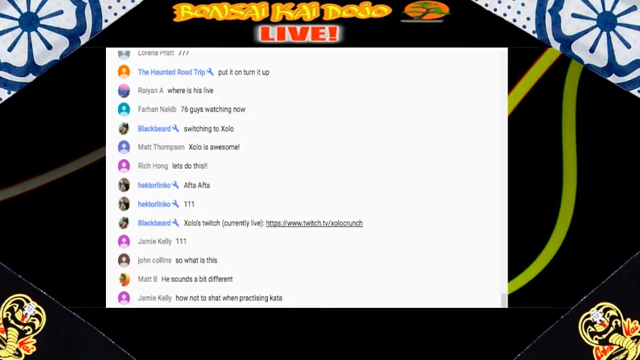 BONSAI KAI DOJO
LIVE!
Lorena Pratt 777
The Haunted Road Trip put it on turn it up
Raiyan A where is his live
Farhan Nakib 76 guys watching now
Blackbeard switching to Xolo
Matt Thompson Xolo is awesome!
Rich Hong lets do this!!
hektorlinko Afta Afta
hektorlinko 111
Blackbeard Xolo's twitch (currently live): https://www.twitch.tv/xolocrunch
Jamie Kelly 111
john collins so what is this
Matt B He sounds a bit different
Jamie Kelly how not to shat when practising kata